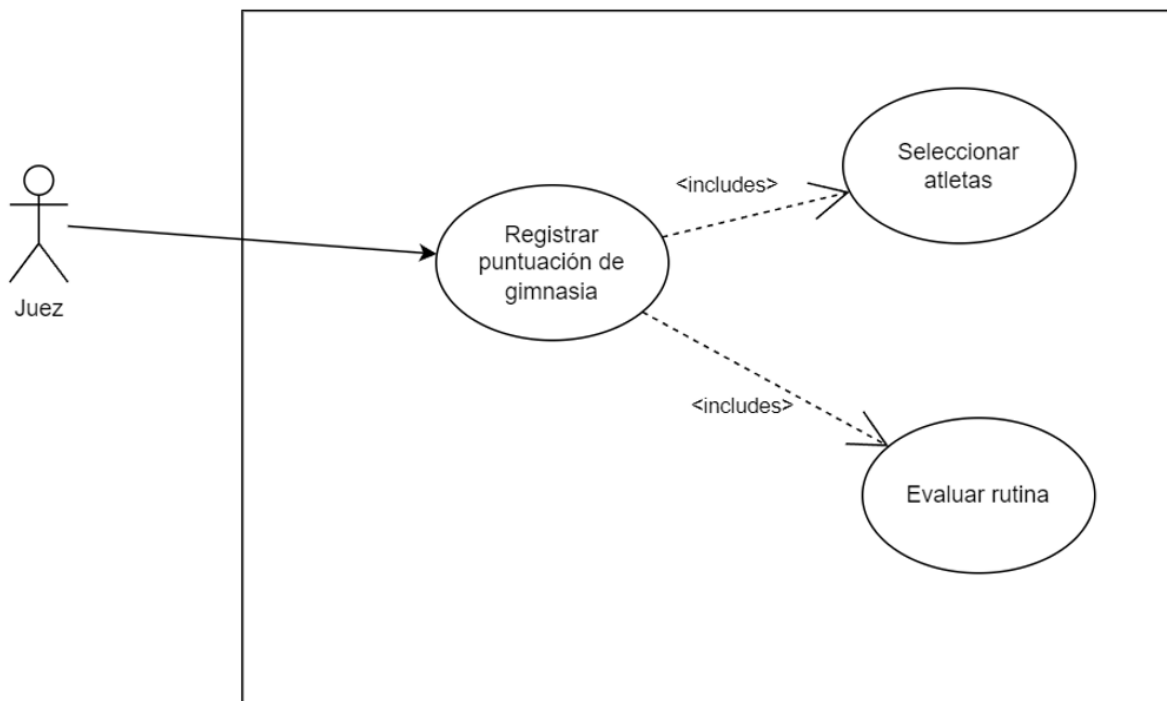 Seleccionar
atletas
<includes>
Registrar
puntuación de
gimnasia
Juez
<includes>
Evaluar rutina